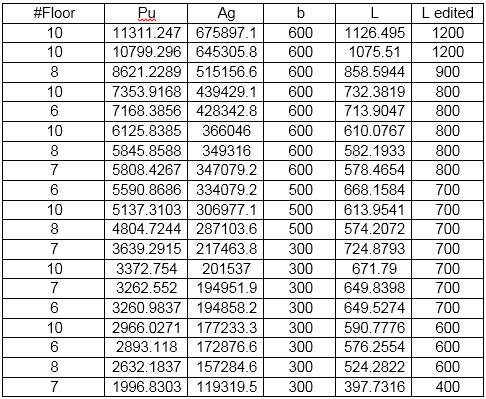 #Floor Pu Ag b L L edited
10 11311.247 675897.1 600 1126.495 1200
10 10799.296 645305.8 600 1075.51 1200
8 8621.2289 515156.6 600 858.5944 900
10 7353.9168 439429.1 600 732.3819 800
6 7168.3856 428342.8 600 713.9047 800
10 6125.8385 366046 600 610.0767 800
8 5845.8588 349316 600 582.1933 800
7 5808.4267 347079.2 600 578.4654 800
6 5590.8686 334079.2 500 668.1584 700
10 5137.3103 306977.1 500 613.9541 700
8 4804.7244 287103.6 500 574.2072 700
7 3639.2915 217463.8 300 724.8793 700
10 3372.754 201537 300 671.79 700
7 3262.552 194951.9 300 649.8398 700
6 3260.9837 194858.2 300 649.5274 700
10 2966.0271 177233.3 300 590.7776 600
6 2893.118 172876.6 300 576.2554 600
8 2632.1837 157284.6 300 524.2822 600
7 1996.8303 119319.5 300 397.7316 400